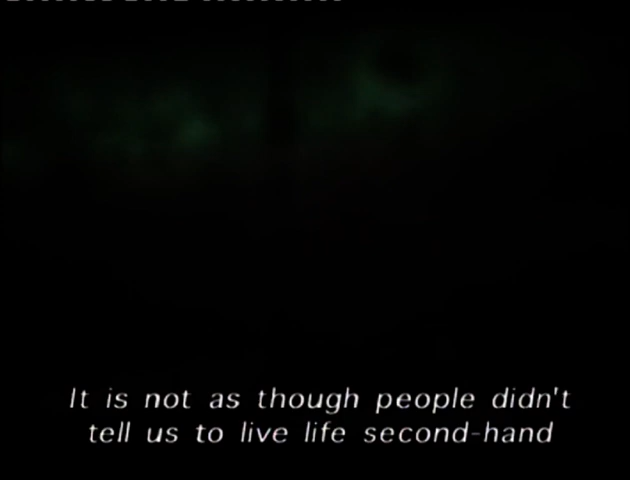 It is not as though people didn't
tell us to live life second-hand